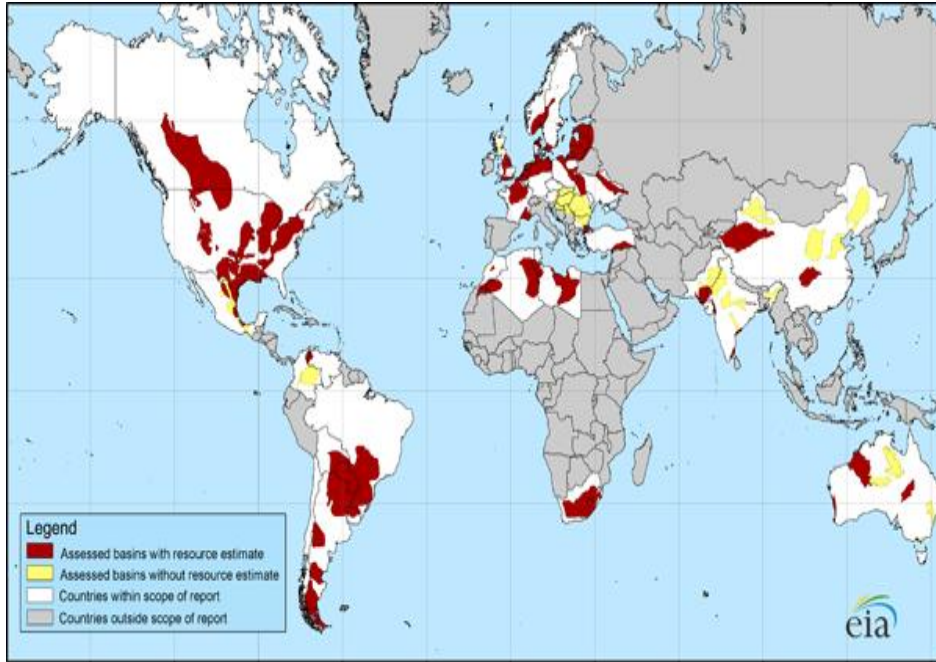 Legend
Assessed basins with resource estimate
Assessed basins without resource estimate
Countries within scope of report
Countries outside scope of report
eia